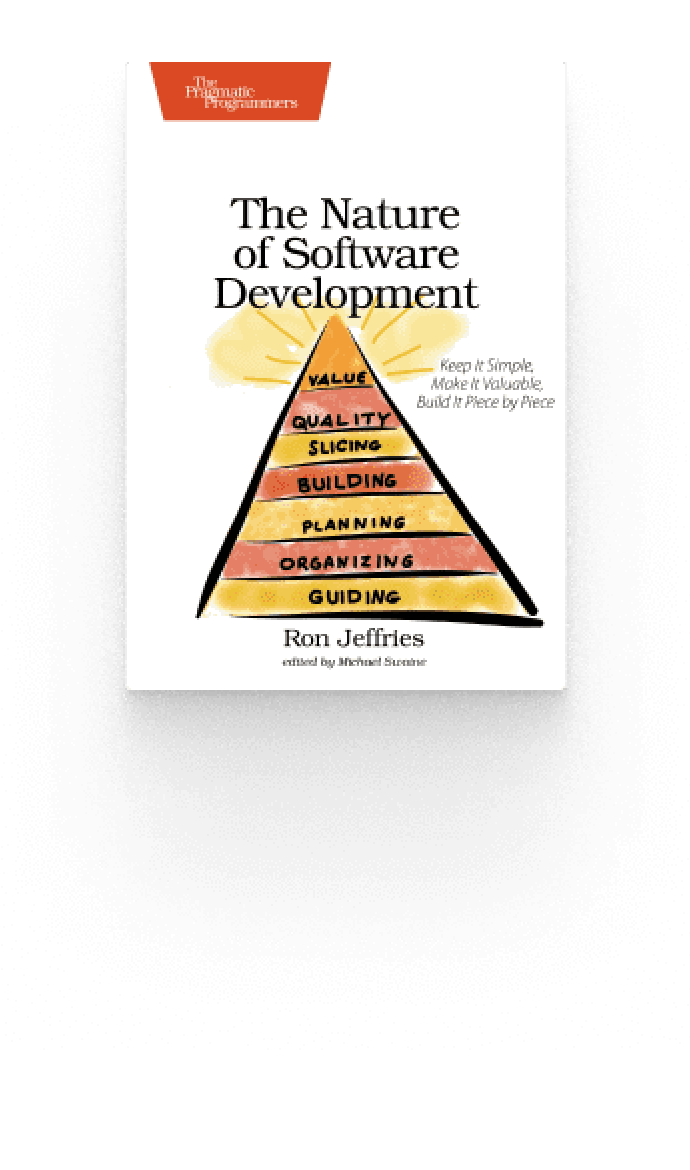 The
Pragmatic
Programmers
The Nature
of Software
Development
Keep It Simple,
Make It Valuable,
Build It Piece by Piece
VALUE
QUALITY
SLICING
BUILDING
PLANNING
ORGANIZING
GUIDING
Ron Jeffries
edited by Michael Swaine